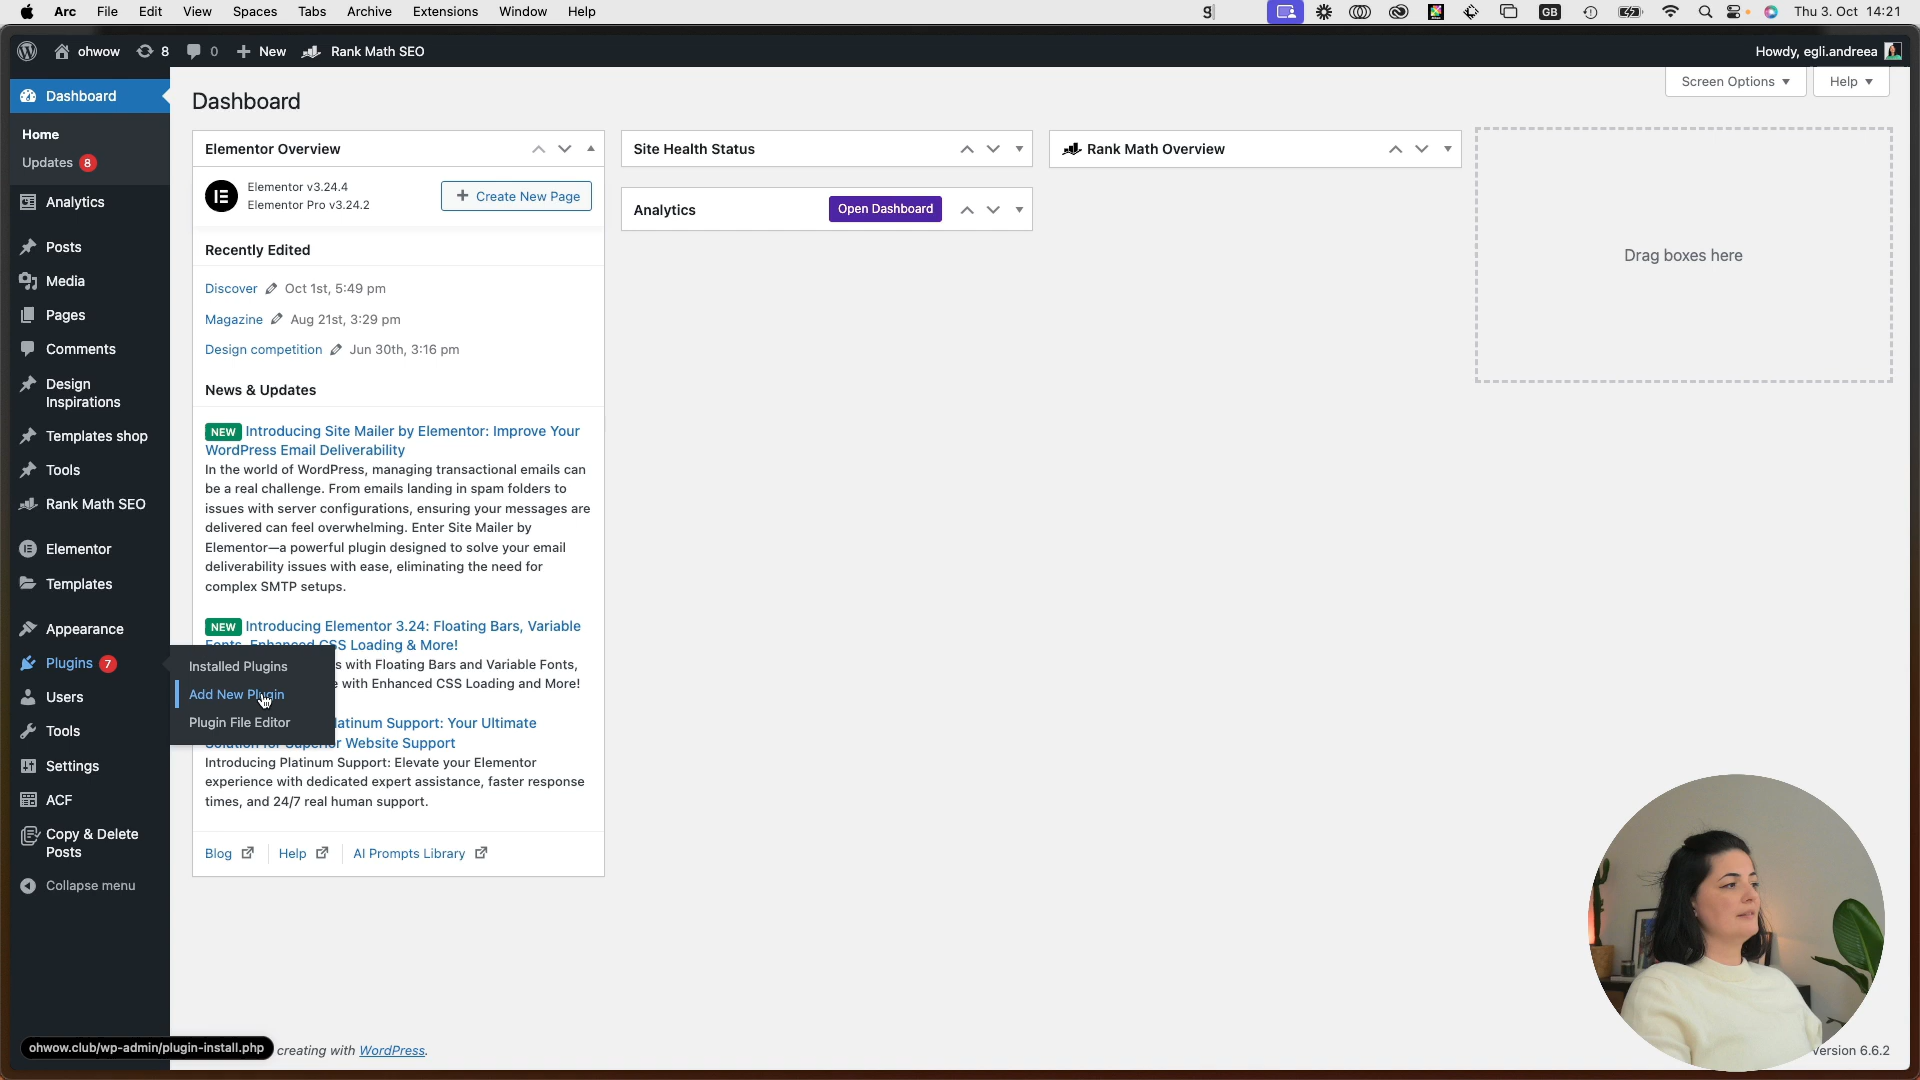 Arc File Edit View Spaces Tabs Archive Extensions Window Help
GB
Thu 3. Oct 14:21
ohwow 8 0 New Rank Math SEO
Howdy, egli.andreea
Screen Options
Help
Dashboard
Home
Updates 8
Analytics
Posts
Media
Pages
Comments
Design
Inspirations
Templates shop
Tools
Rank Math SEO
Elementor
Templates
Appearance
Plugins 7
Users
Tools
Settings
ACF
Copy & Delete
Posts
Collapse menu
Installed Plugins
Add New Plugin
Plugin File Editor
Dashboard
Elementor Overview
Elementor v3.24.4
Elementor Pro v3.24.2
Create New Page
Recently Edited
Discover Oct 1st, 5:49 pm
Magazine Aug 21st, 3:29 pm
Design competition Jun 30th, 3:16 pm
News & Updates
NEW Introducing Site Mailer by Elementor: Improve Your
WordPress Email Deliverability
In the world of WordPress, managing transactional emails can
be a real challenge. From emails landing in spam folders to
issues with server configurations, ensuring your messages are
delivered can feel overwhelming. Enter Site Mailer by
Elementor—a powerful plugin designed to solve your email
deliverability issues with ease, eliminating the need for
complex SMTP setups.
NEW Introducing Elementor 3.24: Floating Bars, Variable
Fonts, Enhanced CSS Loading & More!
s with Floating Bars and Variable Fonts,
with Enhanced CSS Loading and More!
latinum Support: Your Ultimate
Solution for Superior Website Support
Introducing Platinum Support: Elevate your Elementor
experience with dedicated expert assistance, faster response
times, and 24/7 real human support.
Blog Help AI Prompts Library
Site Health Status
Analytics
Open Dashboard
Rank Math Overview
Drag boxes here
ohwow.club/wp-admin/plugin-install.php
creating with WordPress.
Version 6.6.2